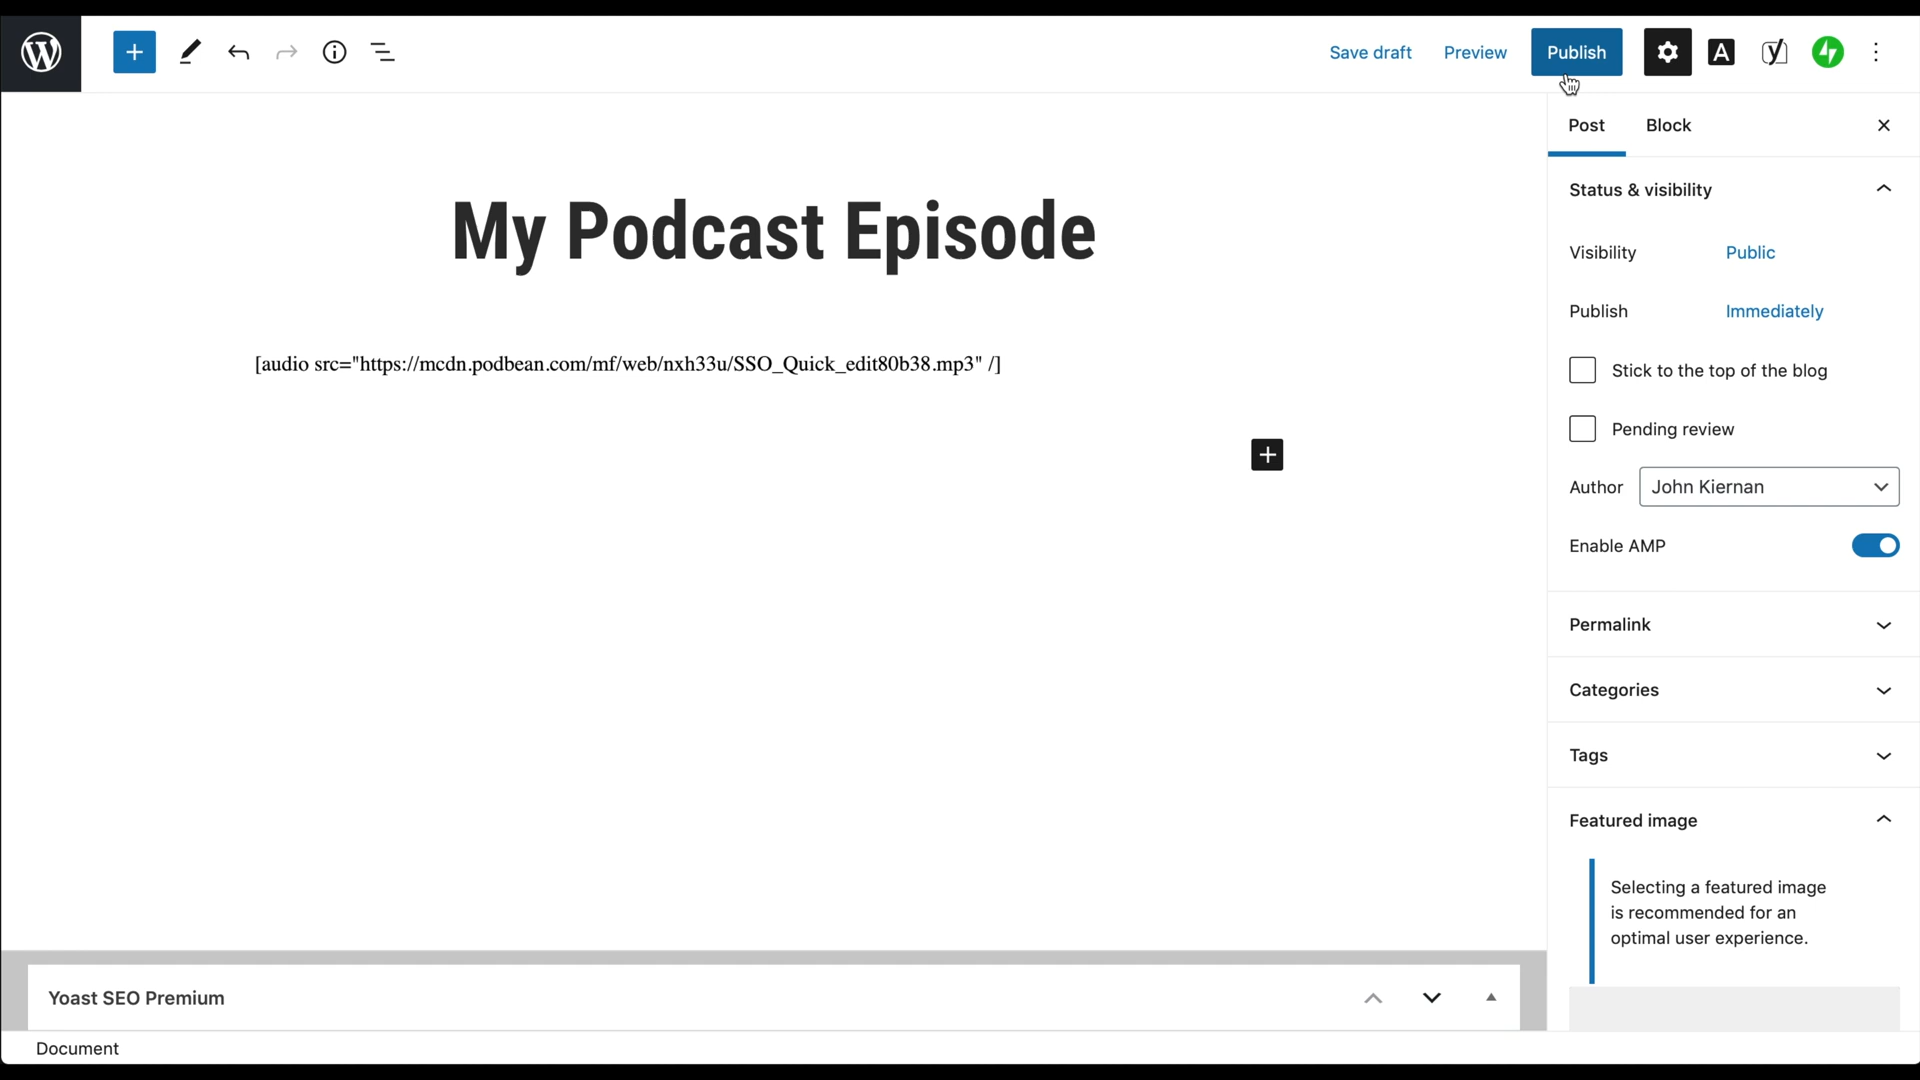 Save draft
Preview
Publish
A
Post
Block
My Podcast Episode
[audio src="https://mcdn.podbean.com/mf/web/nxh33u/SSO_Quick_edit80b38.mp3" /]
Status & visibility
Visibility
Public
Publish
Immediately
Stick to the top of the blog
Pending review
Author
John Kiernan
Enable AMP
Permalink
Categories
Tags
Featured image
Selecting a featured image
is recommended for an
optimal user experience.
Yoast SEO Premium
Document